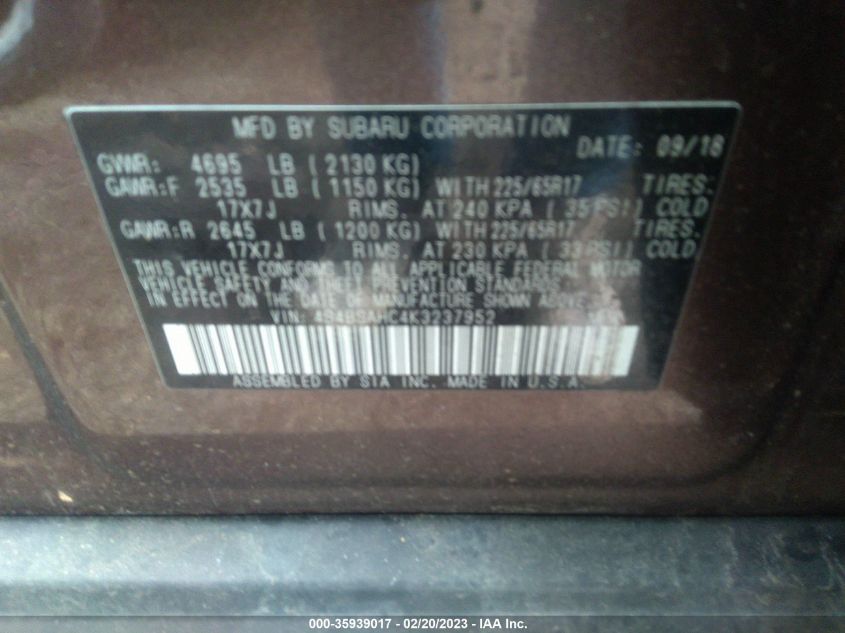 MFD BY SUBARU CORPORATION
DATE: 09/18
GVWR: 4695 LB ( 2130 KG)
GAWR:F 2535 LB ( 1150 KG) WITH 225/65R17 TIRES.
17X7J RIMS. AT 240 KPA ( 35 PSI) COLD
GAWR:R 2645 LB ( 1200 KG) WITH 225/65R17 TIRES.
17X7J RIMS. AT 230 KPA ( 33 PSI) COLD
THIS VEHICLE CONFORMS TO ALL APPLICABLE FEDERAL MOTOR
VEHICLE SAFETY AND THEFT PREVENTION STANDARDS
IN EFFECT ON THE DATE OF MANUFACTURE SHOWN ABOVE.
VIN: 4S4BSAHC4K3237952
ASSEMBLED BY SIA INC. MADE IN U.S.A.
000-35939017 - 02/20/2023 - IAA Inc.